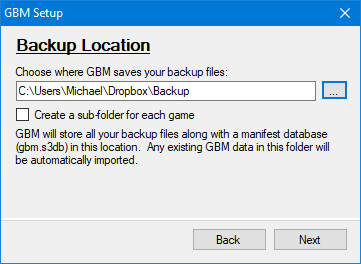 GBM Setup
Backup Location
Choose where GBM saves your backup files:
C:\Users\Michael\Dropbox\Backup
...
Create a sub-folder for each game
GBM will store all your backup files along with a manifest database
(gbm.s3db) in this location.  Any existing GBM data in this folder will
be automatically imported.
Back
Next